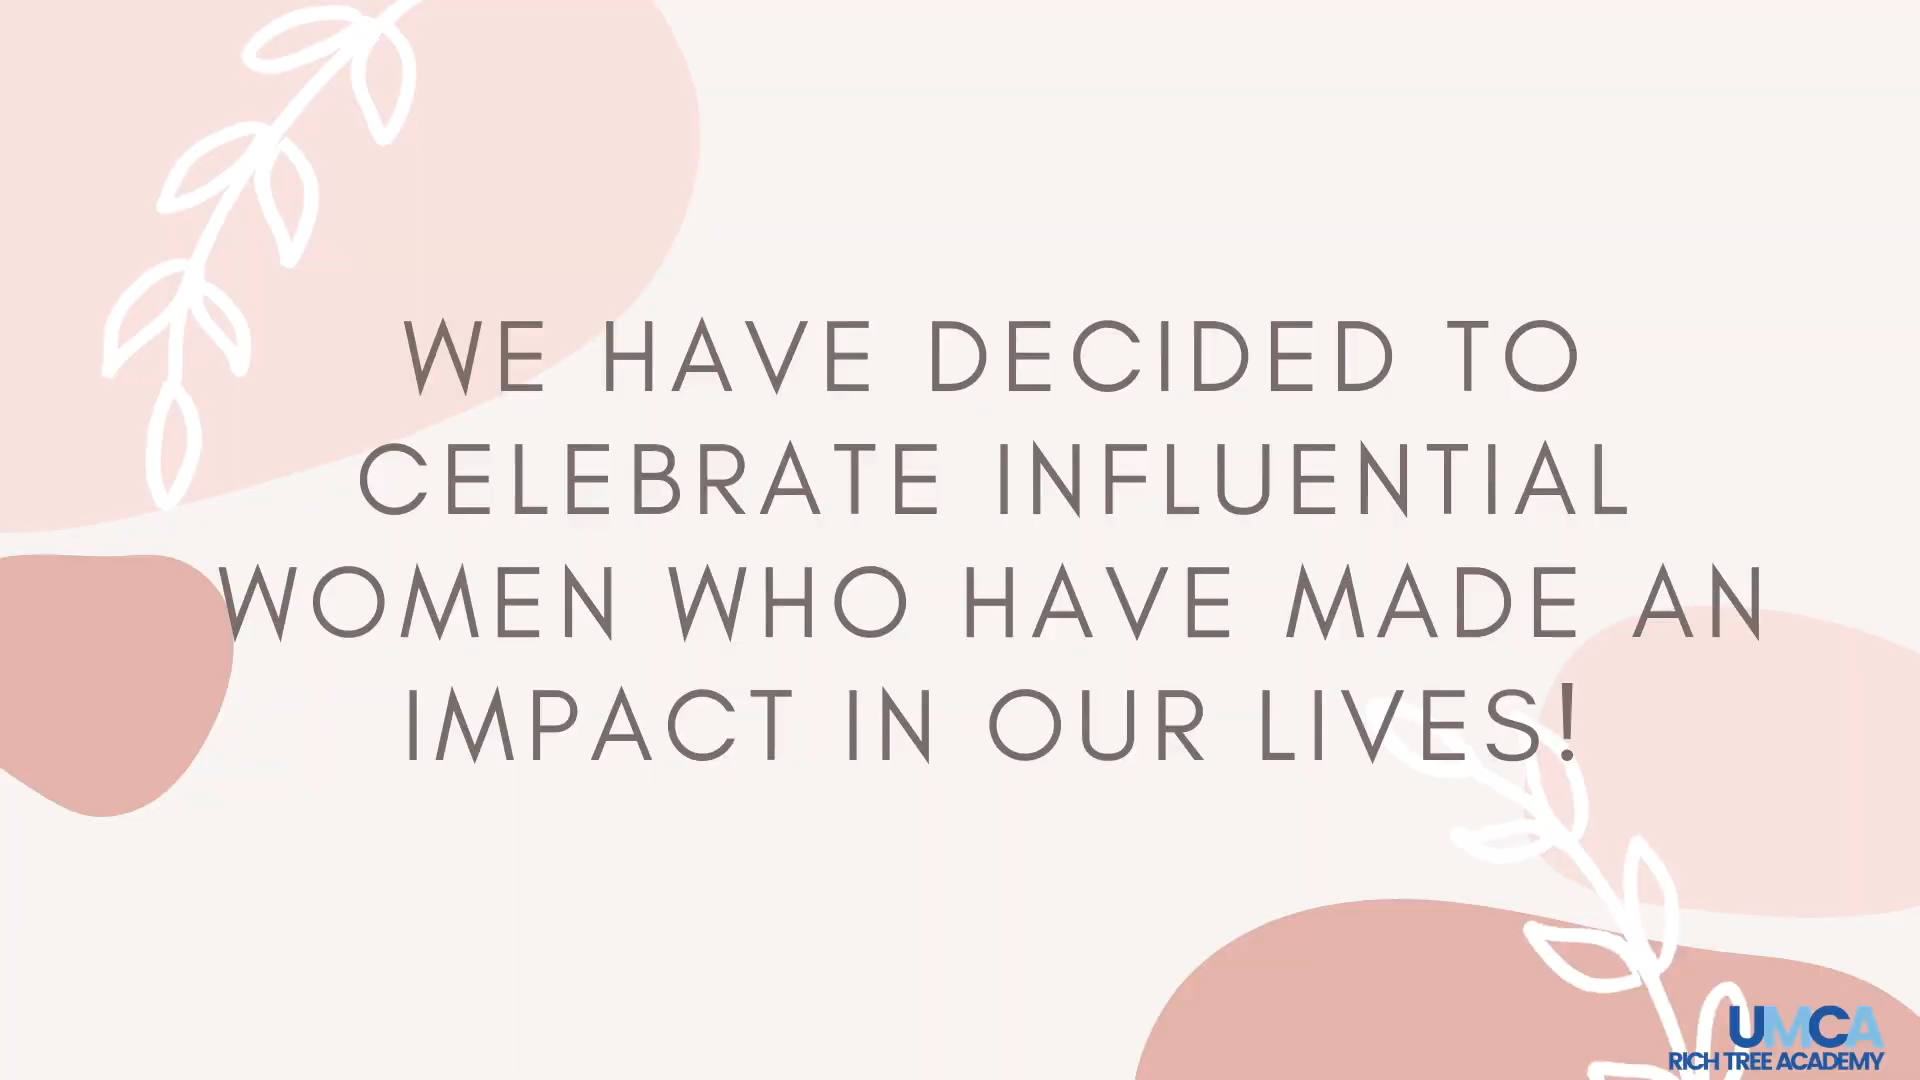 WE HAVE DECIDED TO
CELEBRATE INFLUENTIAL
WOMEN WHO HAVE MADE AN
IMPACT IN OUR LIVES!
UMCA
RICH TREE ACADEMY